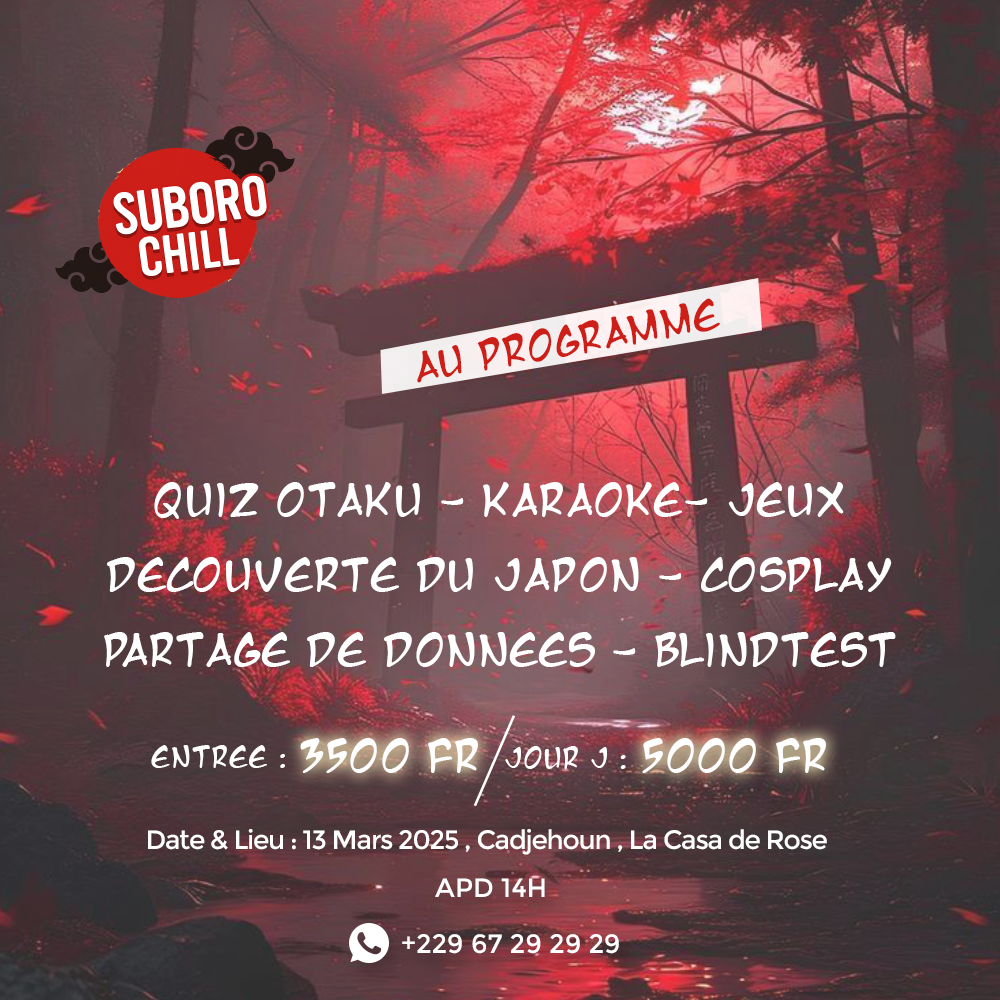 SUBORO
CHILL
AU PROGRAMME
QUIZ OTAKU - KARAOKE- JEUX
DECOUVERTE DU JAPON - COSPLAY
PARTAGE DE DONNEES - BLINDTEST
ENTREE : 3500 FR / JOUR J : 5000 FR
Date & Lieu : 13 Mars 2025 , Cadjehoun , La Casa de Rose
APD 14H
+229 67 29 29 29